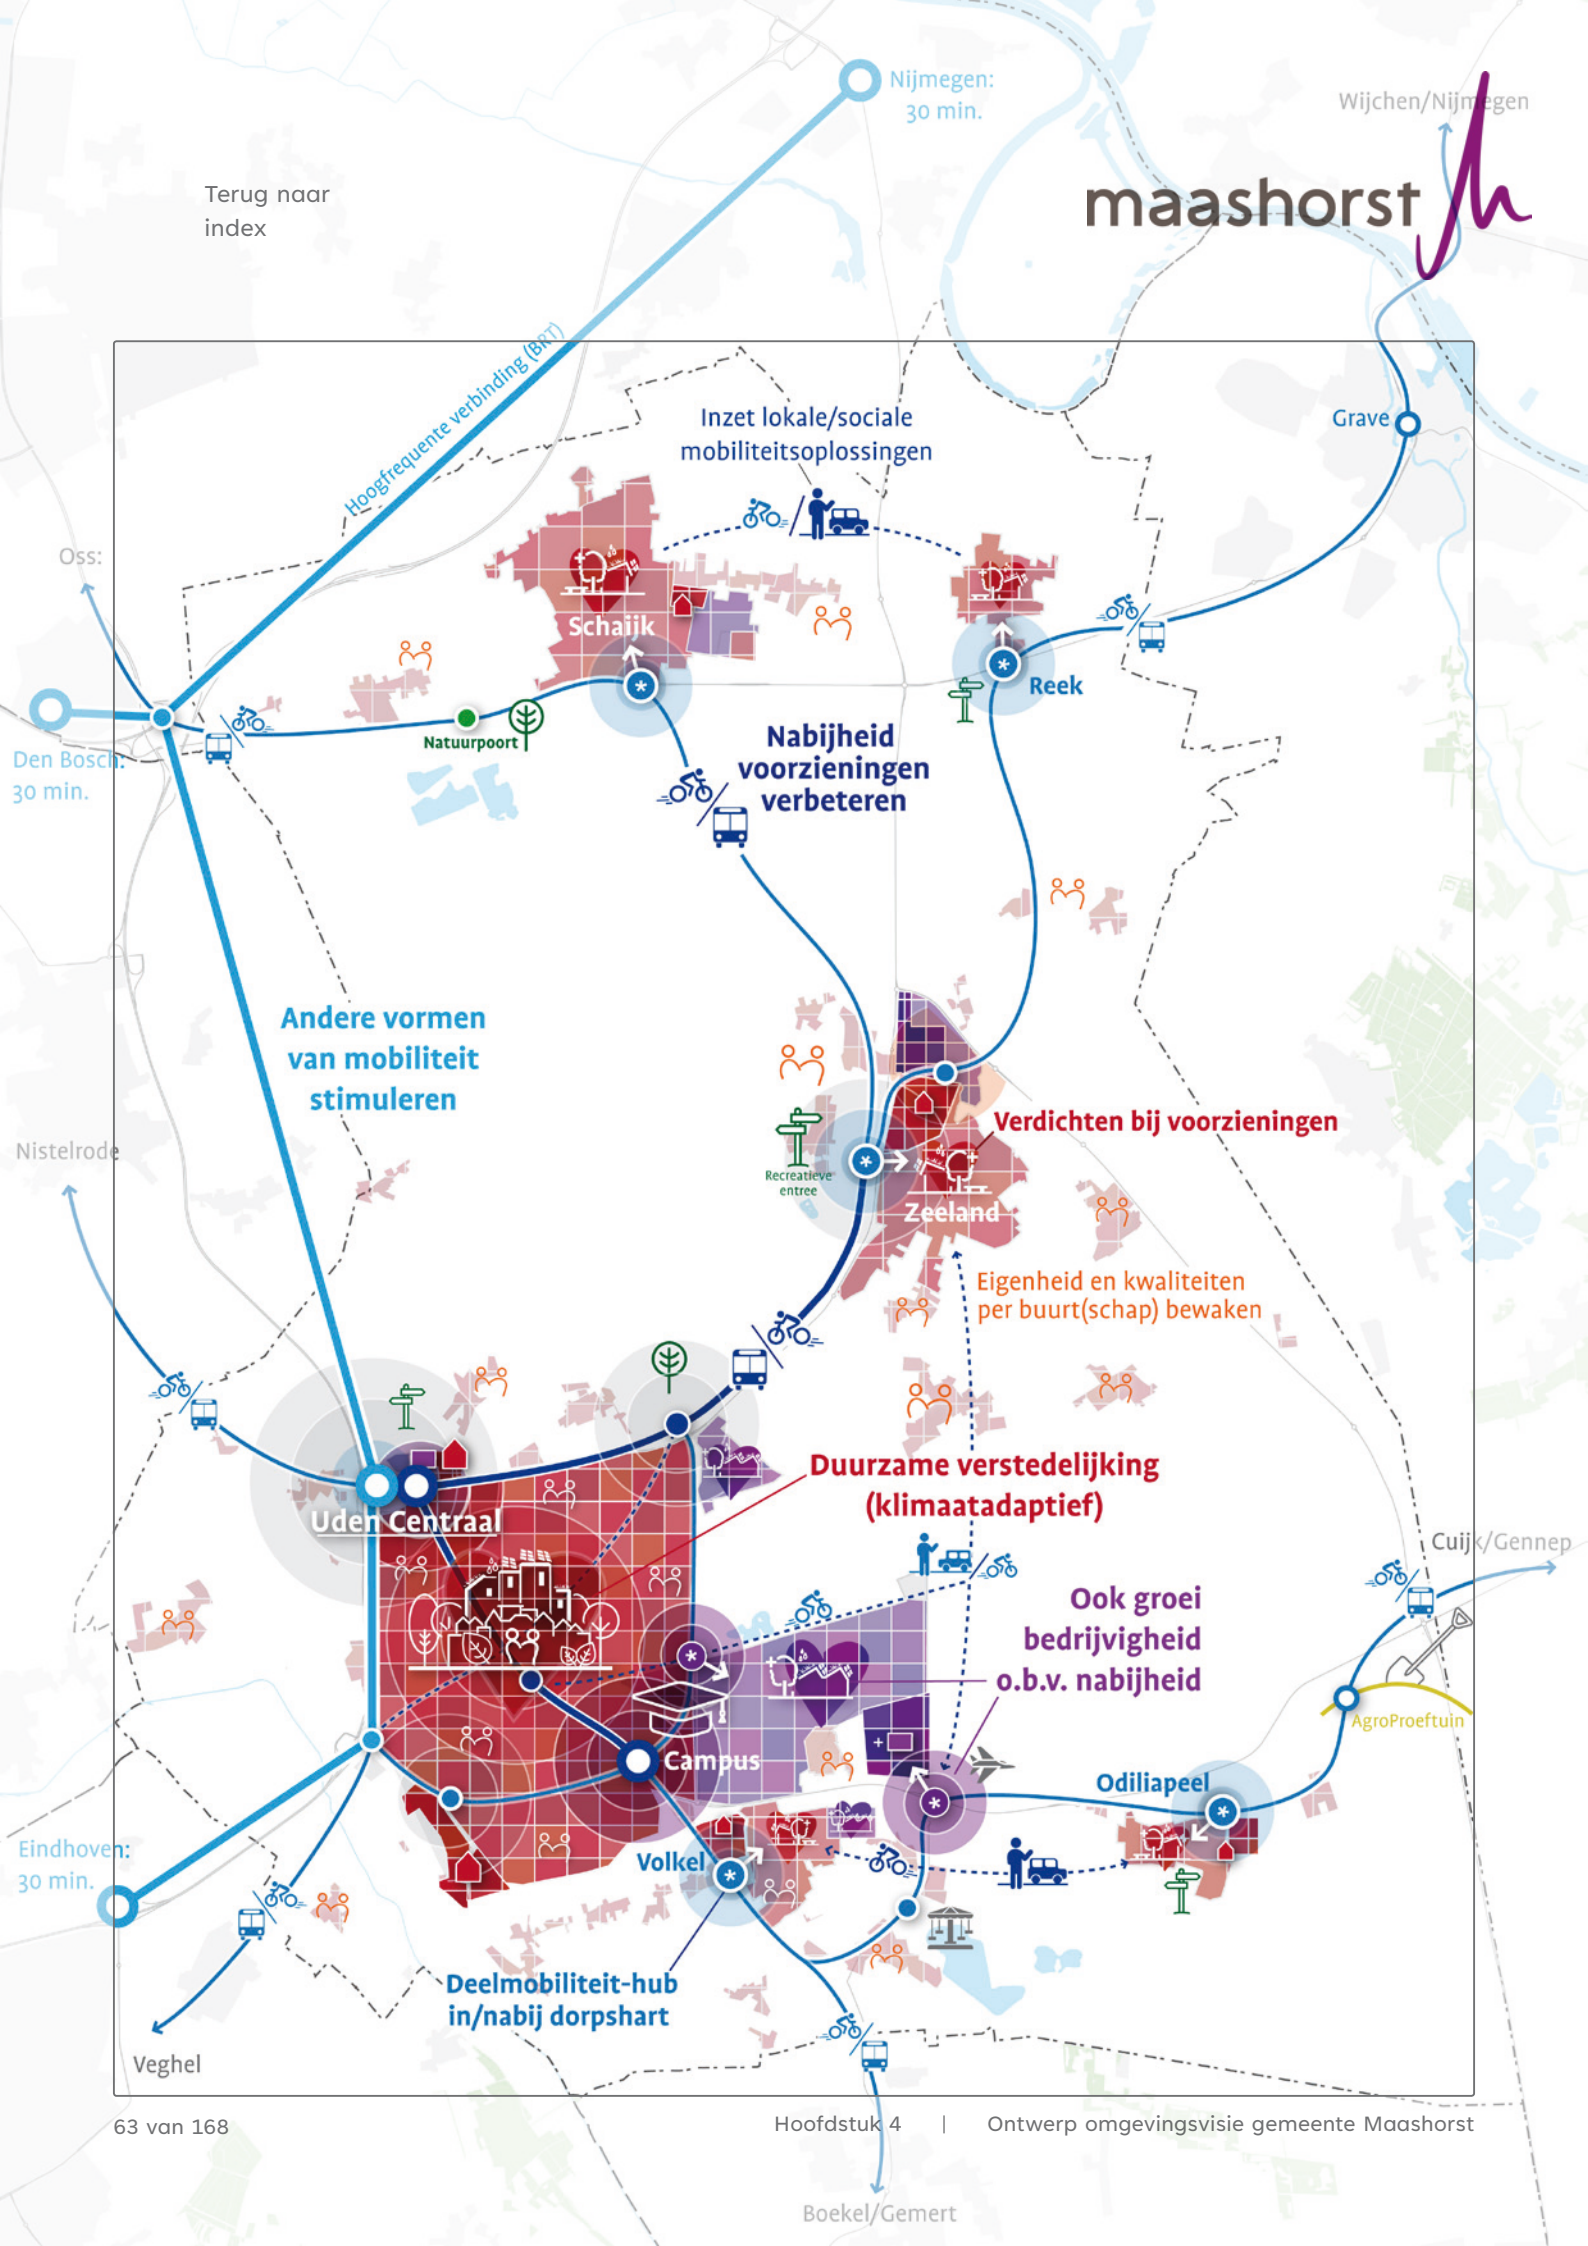 Nijmegen:
30 min.
Wijchen/Nijmegen
Terug naar
index
maashorst
Hoogfrequente verbinding (BRT)
Inzet lokale/sociale
mobiliteitsoplossingen
Grave
Oss:
Schaijk
Reek
Natuurpoort
Den Bosch:
30 min.
Nabijheid
voorzieningen
verbeteren
Andere vormen
van mobiliteit
stimuleren
Nistelrode
Verdichten bij voorzieningen
Recreatieve
entree
Zeeland
Eigenheid en kwaliteiten
per buurt(schap) bewaken
Duurzame verstedelijking
(klimaatadaptief)
Uden Centraal
Cuijk/Gennep
Ook groei
bedrijvigheid
o.b.v. nabijheid
AgroProeftuin
Campus
Odiliapeel
Eindhoven:
30 min.
Volkel
Deelmobiliteit-hub
in/nabij dorpshart
Veghel
63 van 168
Hoofdstuk 4 | Ontwerp omgevingsvisie gemeente Maashorst
Boekel/Gemert